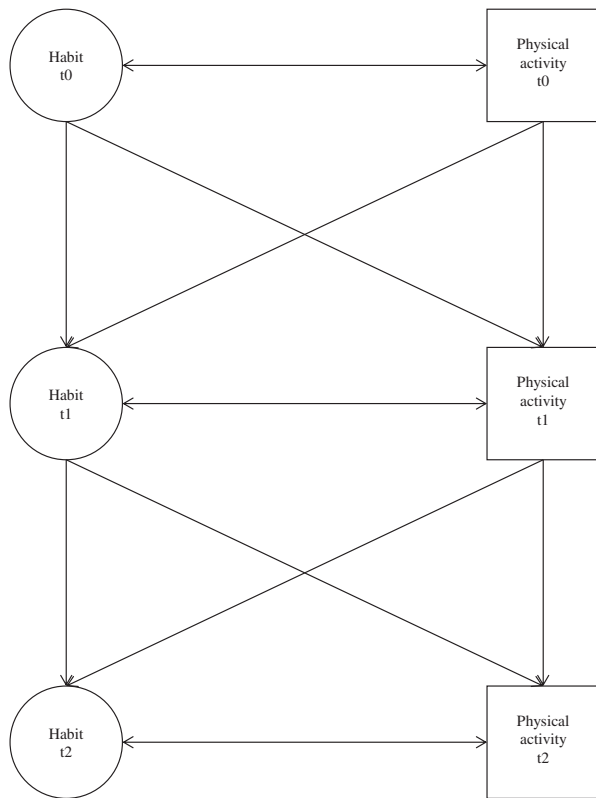 Habit
t0
Physical
activity
t0
Habit
t1
Physical
activity
t1
Habit
t2
Physical
activity
t2